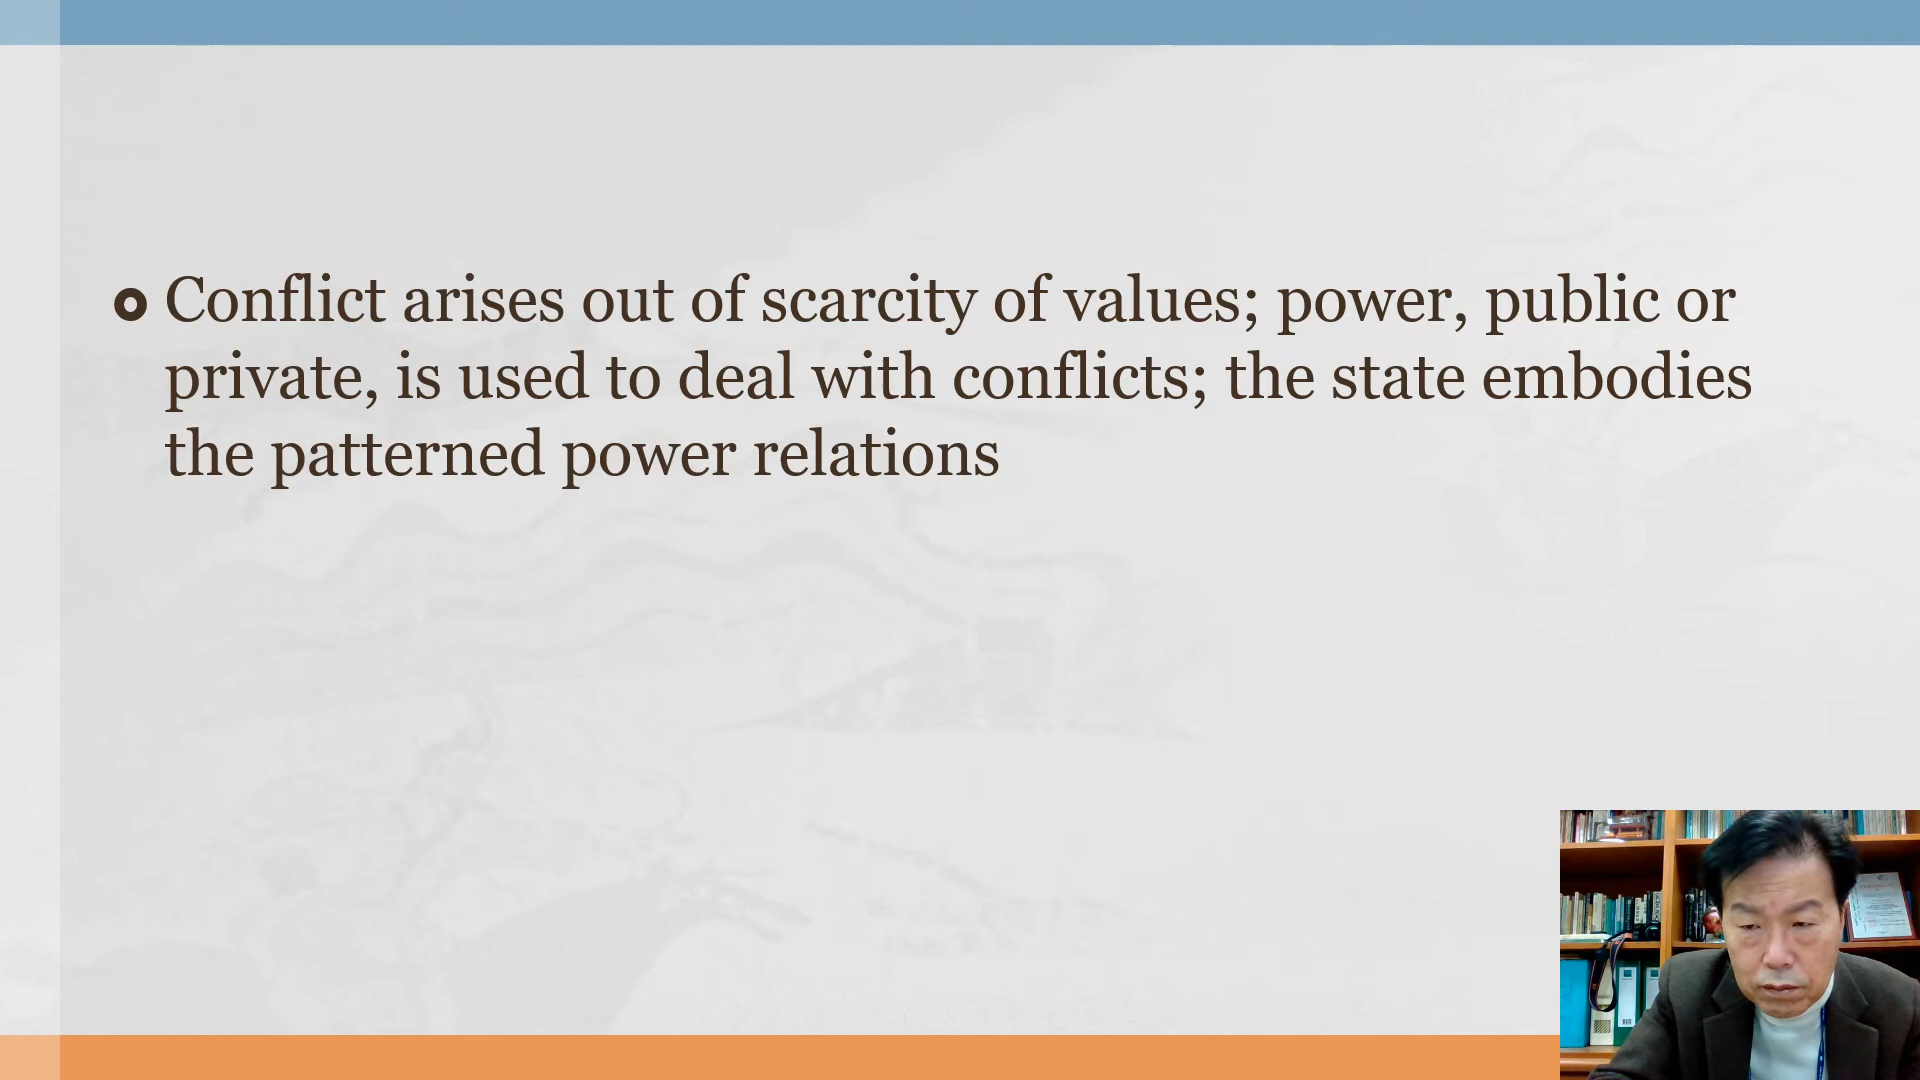 Conflict arises out of scarcity of values; power, public or
private, is used to deal with conflicts; the state embodies
the patterned power relations